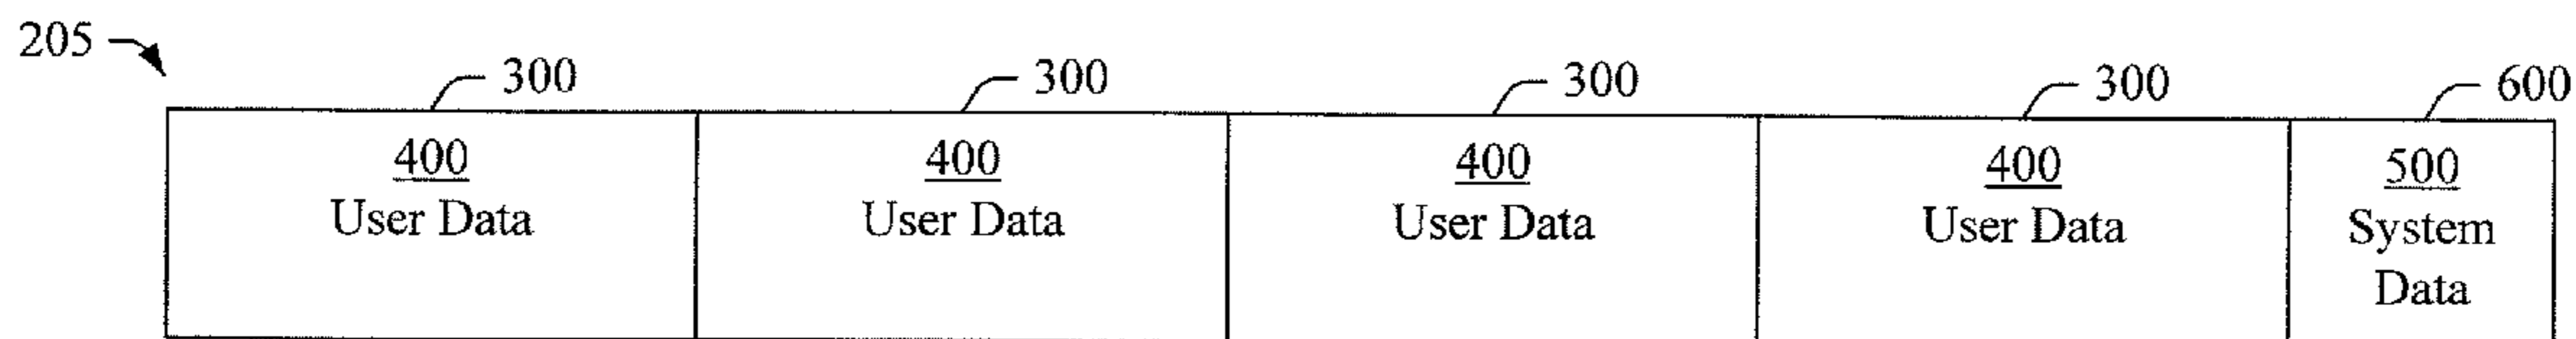 205
300 300 300 300 600
400 400 400 400 500
User Data User Data User Data User Data System
Data